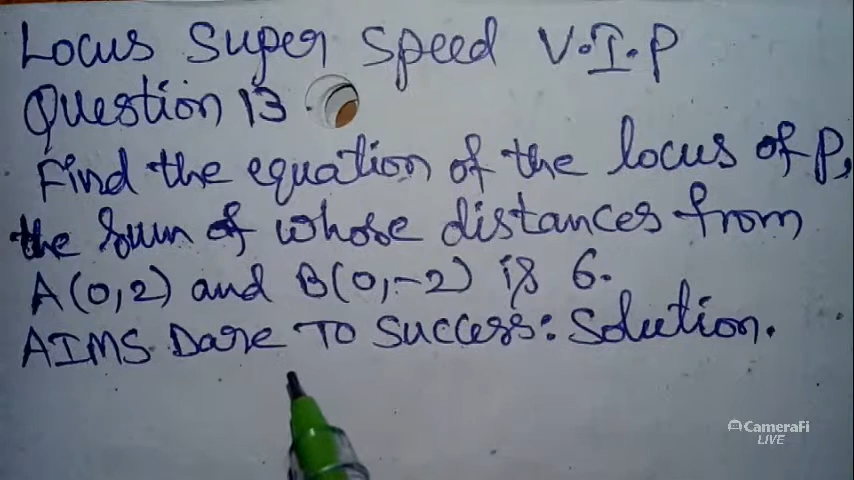 Locus Super Speed V.I.P
Question 13.
Find the equation of the locus of P,
the sum of whose distances from
A(0,2) and B(0,-2) is 6.
AIMS Dare To Success: Solution.
CameraFi
LIVE